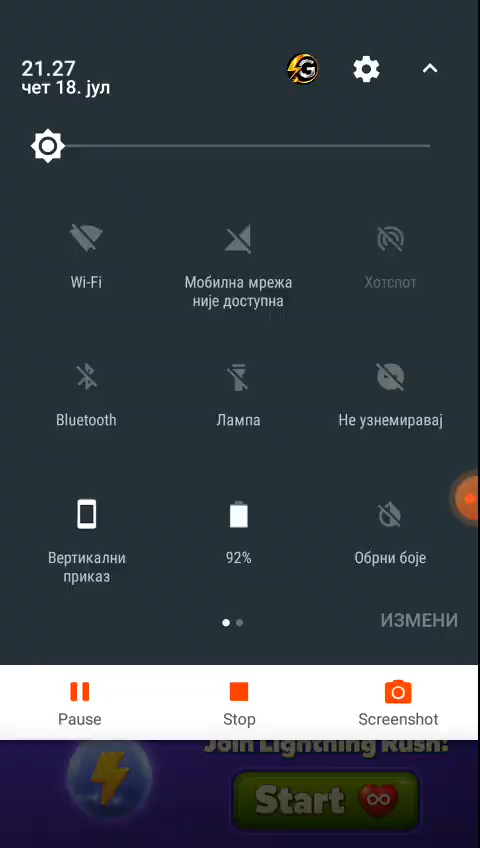 21.27
чет 18. јул
G
Wi-Fi
Мобилна мрежа
није доступна
Хотспот
Bluetooth
Лампа
Не узнемиравај
Вертикални
приказ
92%
Обрни боје
ИЗМЕНИ
Pause
Stop
Screenshot
Join Lightning Rush!
Start